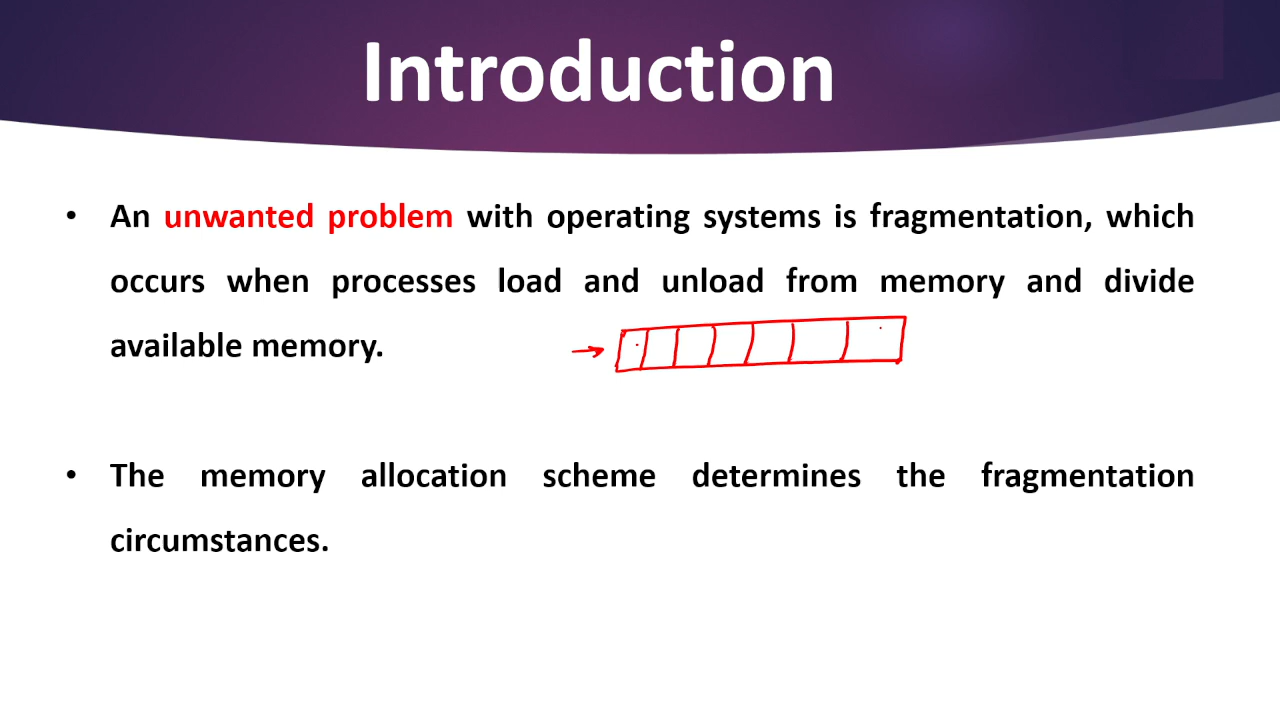 Introduction
• An unwanted problem with operating systems is fragmentation, which
occurs when processes load and unload from memory and divide
available memory.
• The memory allocation scheme determines the fragmentation
circumstances.